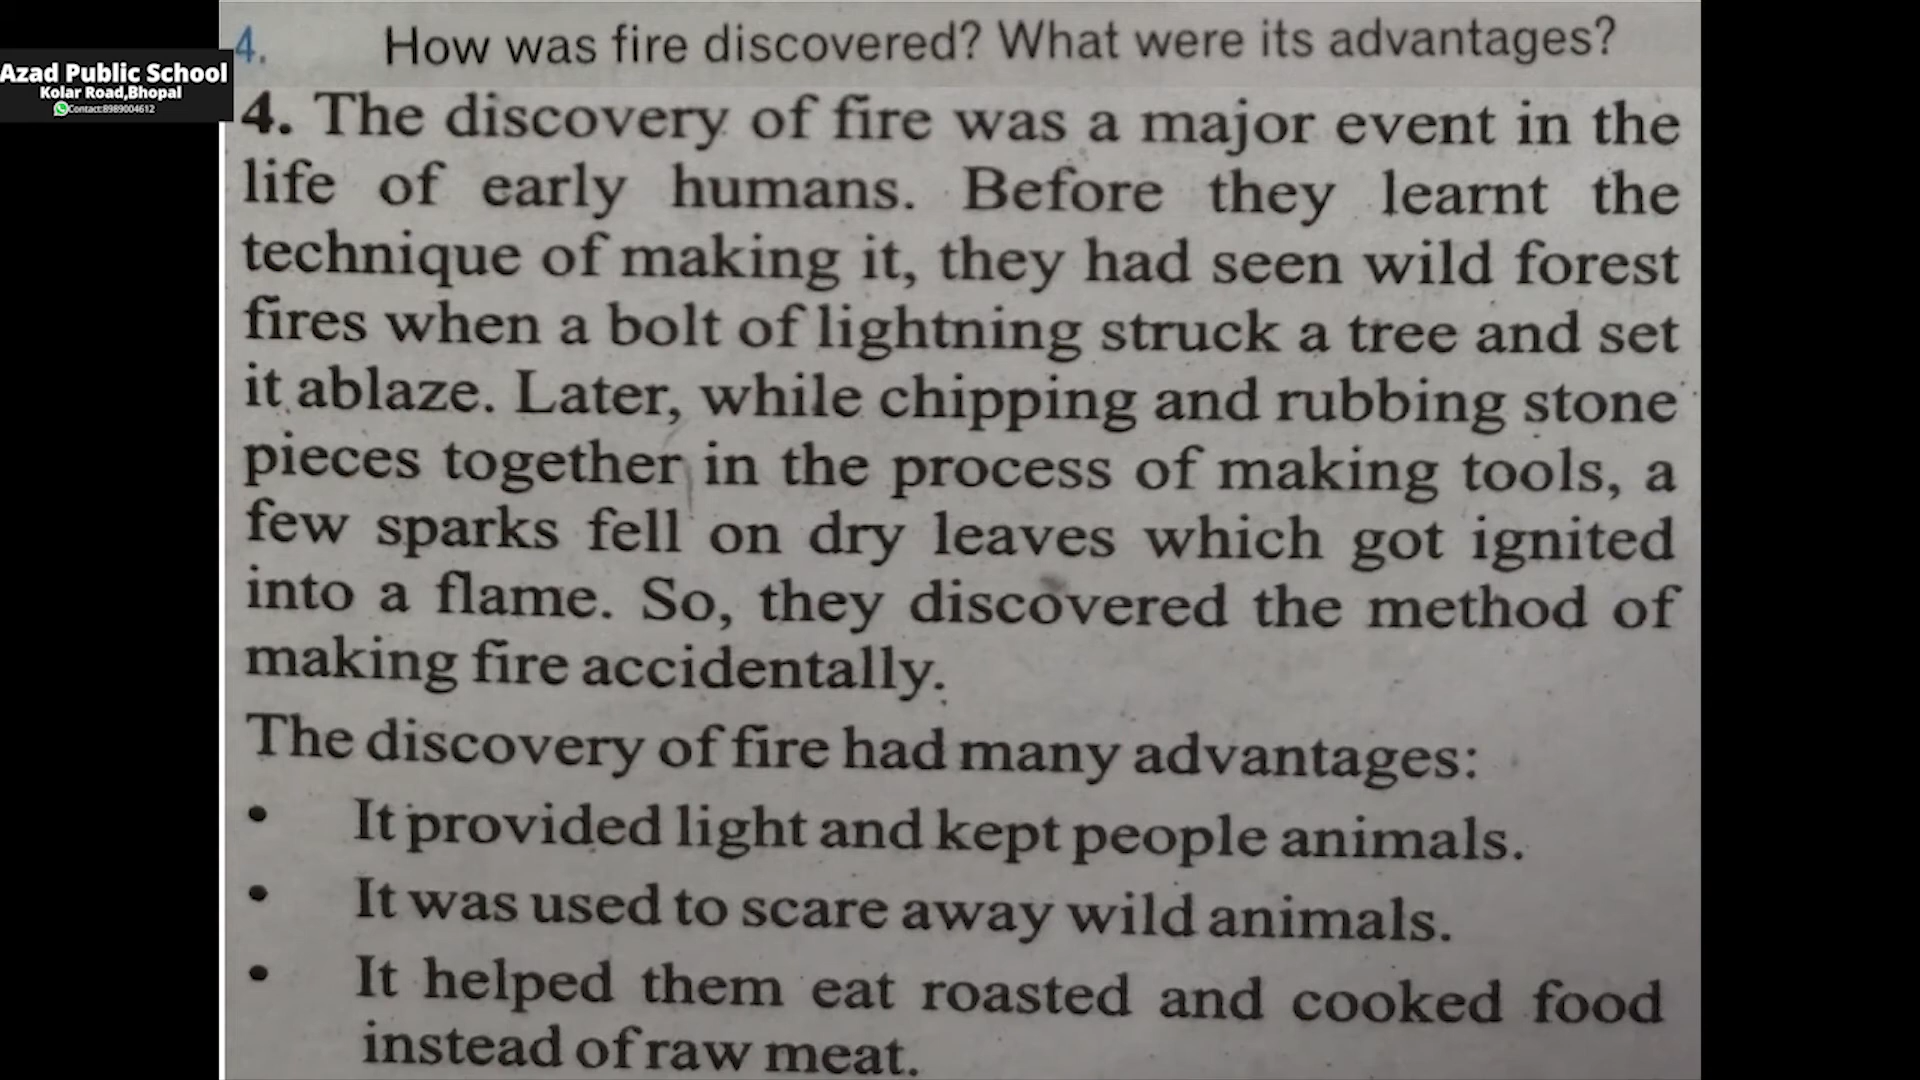 4. How was fire discovered? What were its advantages?
Azad Public School
Kolar Road,Bhopal
Contact:8989004612
4. The discovery of fire was a major event in the
life of early humans. Before they learnt the
technique of making it, they had seen wild forest
fires when a bolt of lightning struck a tree and set
it ablaze. Later, while chipping and rubbing stone
pieces together in the process of making tools, a
few sparks fell on dry leaves which got ignited
into a flame. So, they discovered the method of
making fire accidentally.
The discovery of fire had many advantages:
• It provided light and kept people animals.
• It was used to scare away wild animals.
• It helped them eat roasted and cooked food
instead of raw meat.